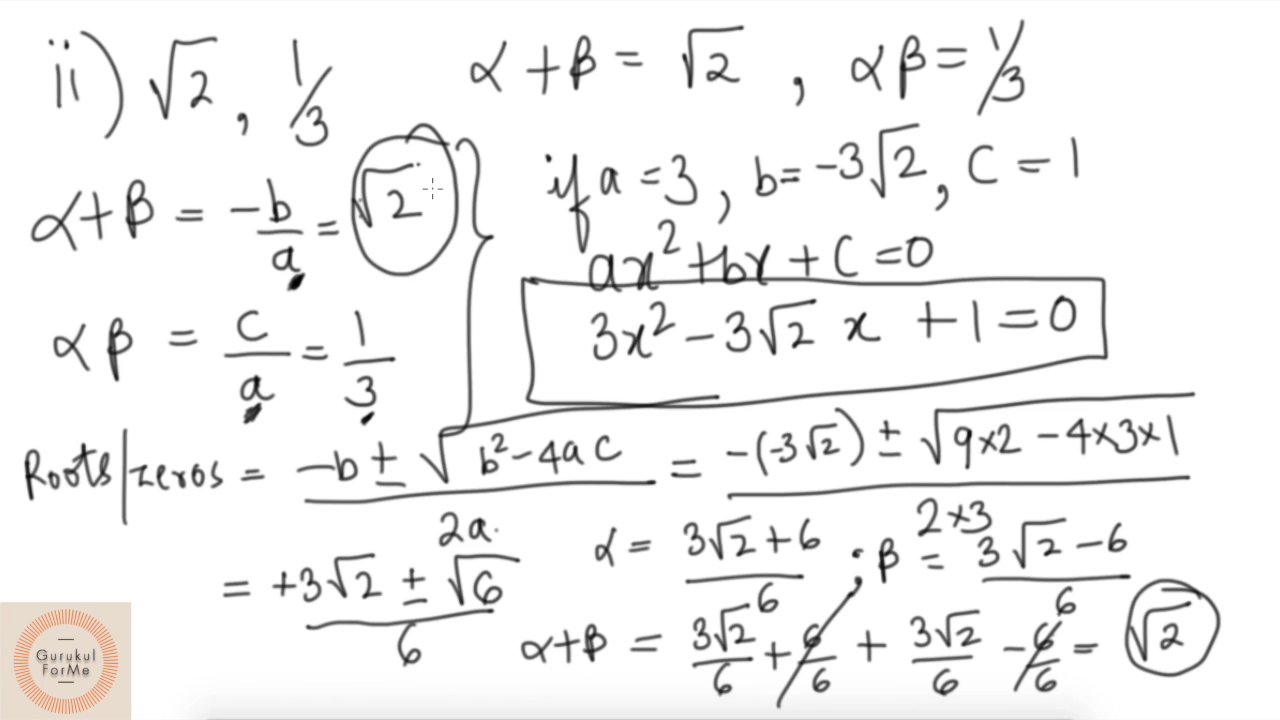 ii) √2 , 1/3
α + β = √2 , αβ = 1/3
α+β = -b/a = √2
if a = 3 , b = -3√2 , C = 1
ax² + bx + C = 0
αβ = C/a = 1/3
3x² - 3√2 x + 1 = 0
Roots/zeros = -b ± √(b² - 4ac) / 2a. = -(-3√2) ± √(9×2 - 4×3×1) / 2×3
= +3√2 ± √6 / 6
α = 3√2 + 6 / 6 ; β = 3√2 - 6 / 6
α+β = 3√2/6 + 6/6 + 3√2/6 - 6/6 = √2
Gurukul
ForMe